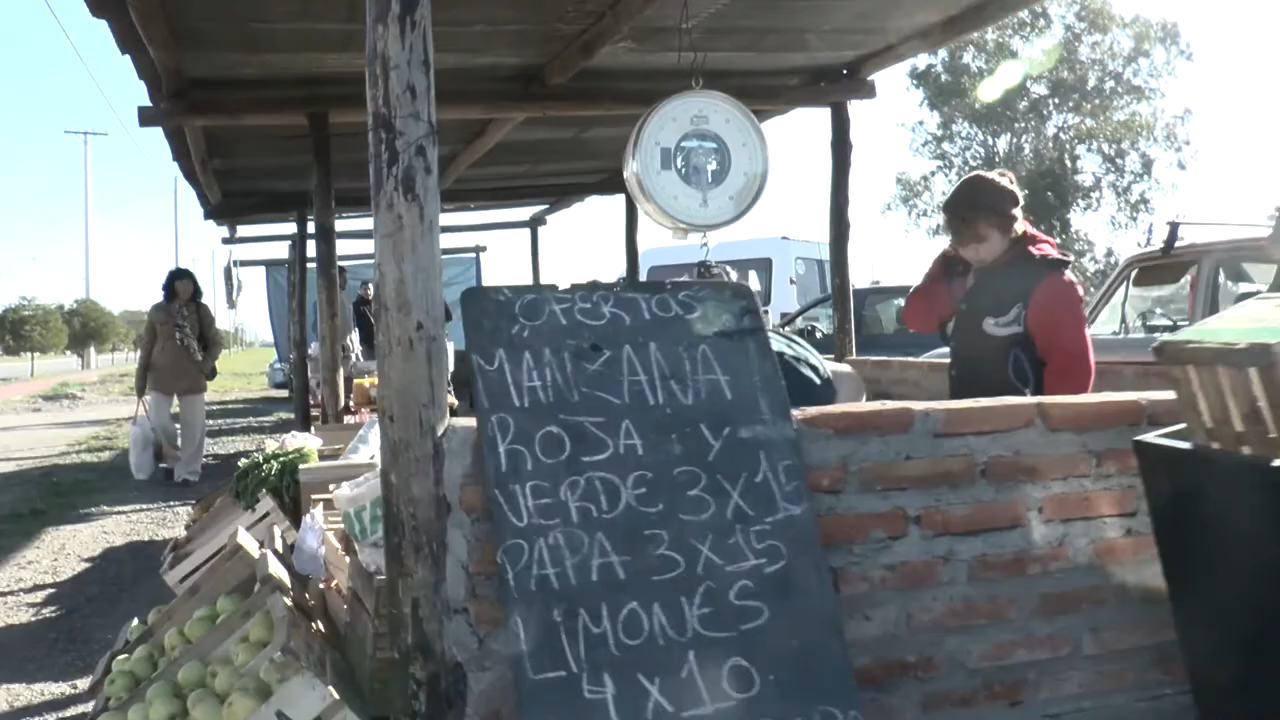 OFERTAS
MANZANA
ROJA Y
VERDE 3X15
PAPA 3X15
LIMONES
4X10